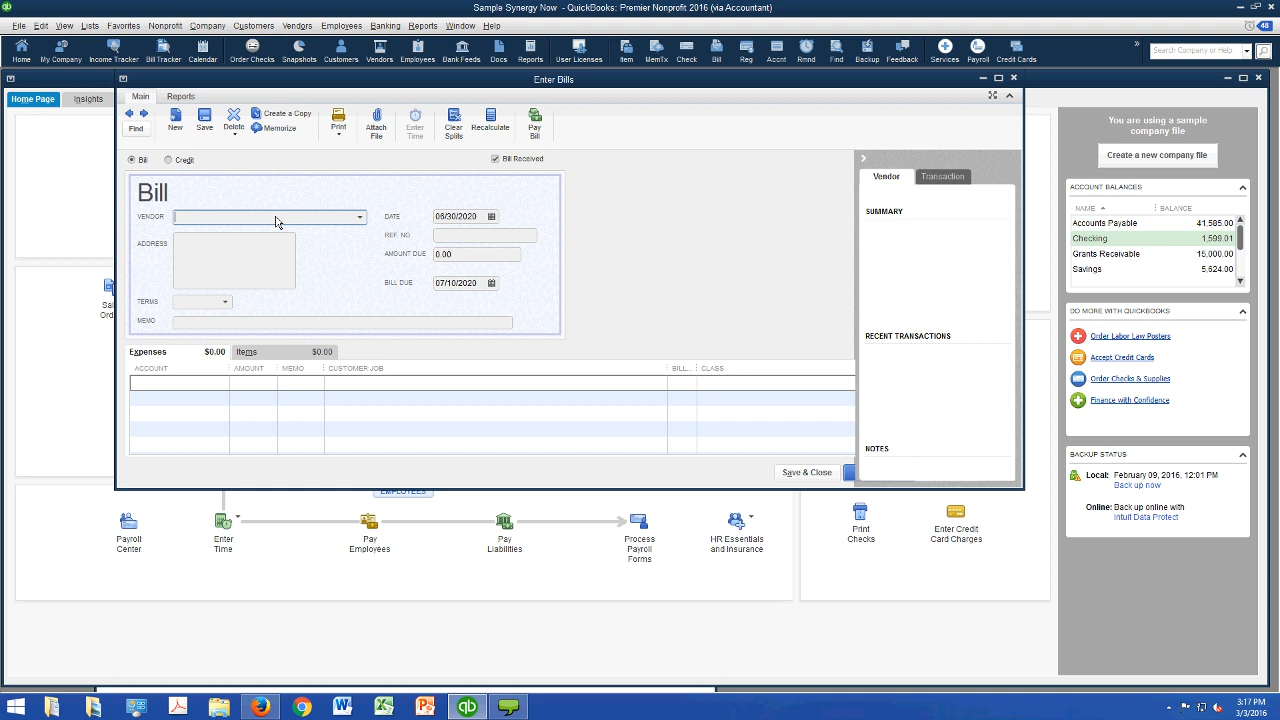 Sample Synergy Now - QuickBooks: Premier Nonprofit 2016 (via Accountant)
File Edit View Lists Favorites Nonprofit Company Customers Vendors Employees Banking Reports Window Help 48
Home My Company Income Tracker Bill Tracker Calendar Order Checks Snapshots Customers Vendors Employees Bank Feeds Docs Reports User Licenses Item MemTx Check Bill Reg Accnt Rmnd Find Backup Feedback Services Payroll Credit Cards
Search Company or Help
Enter Bills
Home Page Insights
Main Reports
Find New Save Delete Create a Copy
Memorize
Print Attach File Enter Time Clear Splits Recalculate Pay Bill
Bill Credit Bill Received
Bill
VENDOR
DATE 06/30/2020
ADDRESS
REF. NO.
AMOUNT DUE 0.00
BILL DUE 07/10/2020
TERMS
MEMO
Expenses $0.00 Items $0.00
ACCOUNT AMOUNT MEMO CUSTOMER:JOB BILL... CLASS
Save & Close
Vendor Transaction
SUMMARY
RECENT TRANSACTIONS
NOTES
You are using a sample
company file
Create a new company file
ACCOUNT BALANCES
NAME BALANCE
Accounts Payable 41,585.00
Checking 1,599.01
Grants Receivable 15,000.00
Savings 5,624.00
DO MORE WITH QUICKBOOKS
Order Labor Law Posters
Accept Credit Cards
Order Checks & Supplies
Finance with Confidence
BACKUP STATUS
Local: February 09, 2016, 12:01 PM
Back up now
Online: Back up online with
Intuit Data Protect
EMPLOYEES
Payroll Center
Enter Time
Pay Employees
Pay Liabilities
Process Payroll Forms
HR Essentials and Insurance
Print Checks
Enter Credit Card Charges
3:17 PM
3/3/2016